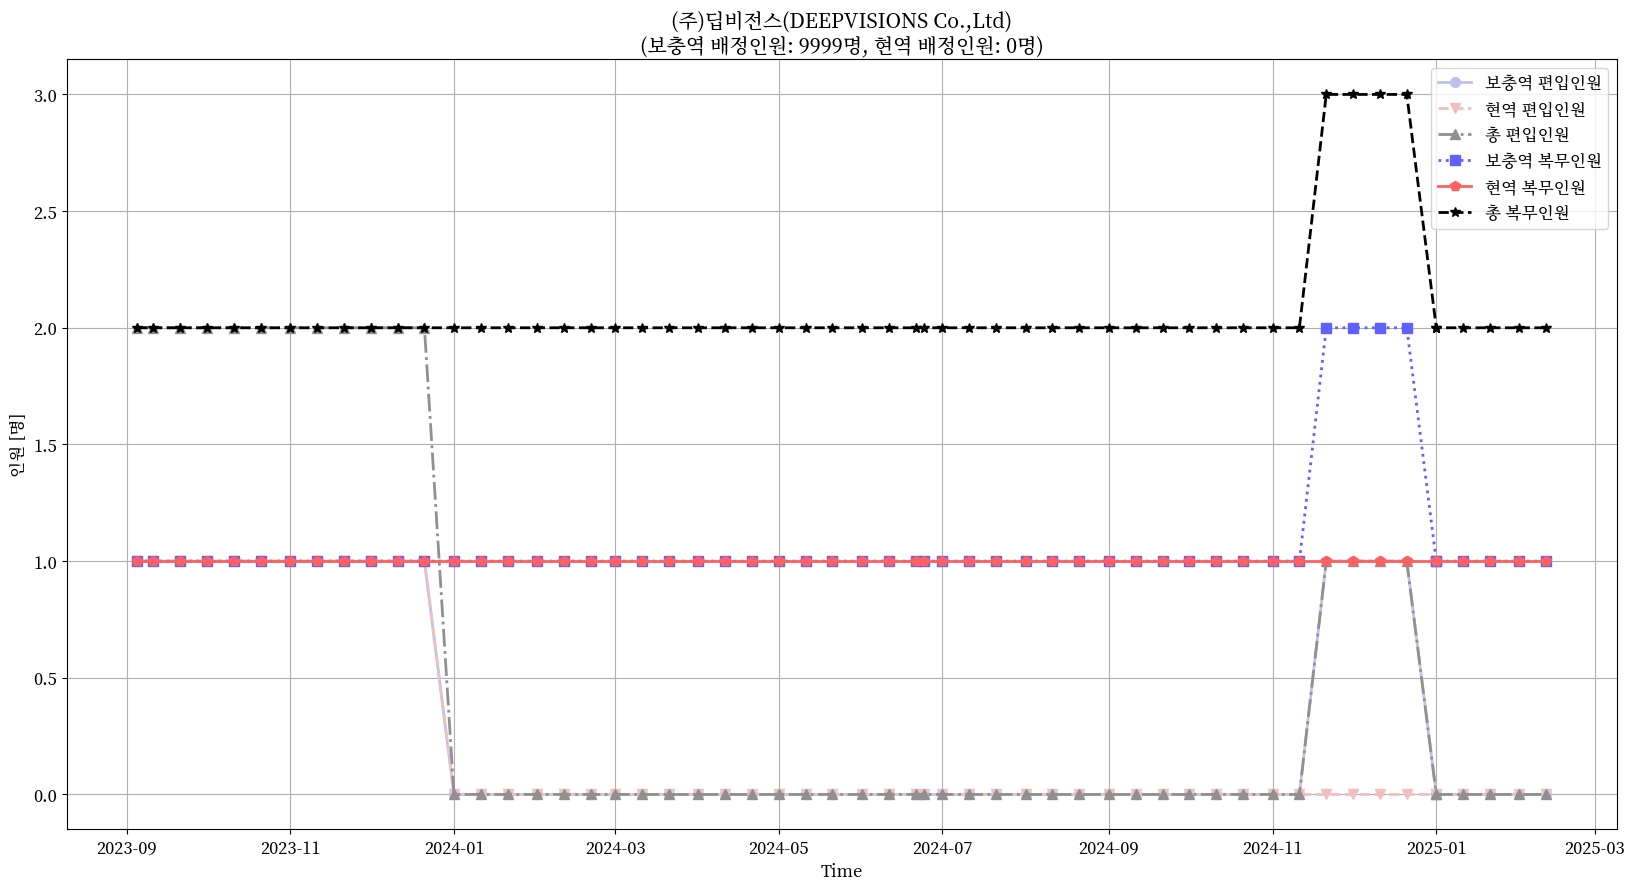 (주)딥비전스(DEEPVISIONS Co.,Ltd)
(보충역 배정인원: 9999명, 현역 배정인원: 0명)
보충역 편입인원
현역 편입인원
총 편입인원
보충역 복무인원
현역 복무인원
총 복무인원
인원 [명]
3.0
2.5
2.0
1.5
1.0
0.5
0.0
2023-09 2023-11 2024-01 2024-03 2024-05 2024-07 2024-09 2024-11 2025-01 2025-03
Time